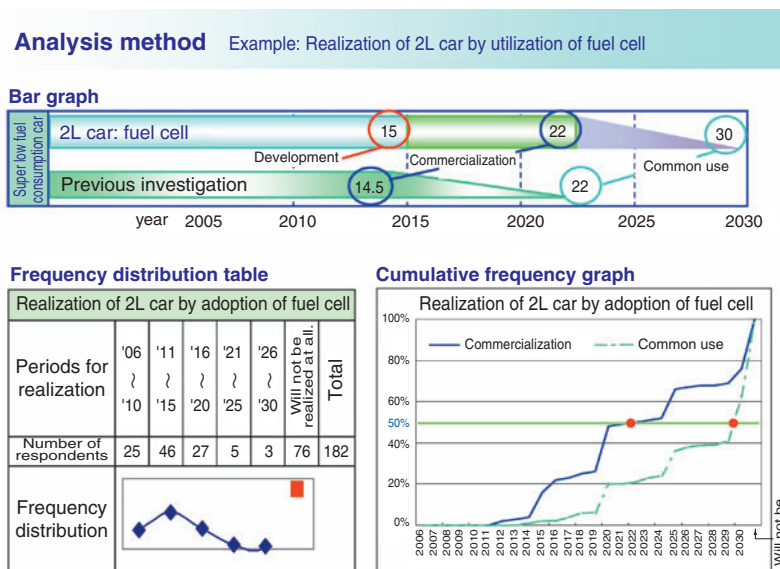 Analysis method Example: Realization of 2L car by utilization of fuel cell
Bar graph
Super low fuel
consumption car
2L car: fuel cell
15
22
30
Development
Commercialization
Common use
Previous investigation
14.5
22
year 2005 2010 2015 2020 2025 2030
Frequency distribution table
Realization of 2L car by adoption of fuel cell
Periods for
realization
'06
~
'10
'11
~
'15
'16
~
'20
'21
~
'25
'26
~
'30
Will not be
realized at all.
Total
Number of
respondents
25 46 27 5 3 76 182
Frequency
distribution
Cumulative frequency graph
Realization of 2L car by adoption of fuel cell
100%
80%
60%
50%
40%
20%
0%
Commercialization Common use
2006
2007
2008
2009
2010
2011
2012
2013
2014
2015
2016
2017
2018
2019
2020
2021
2022
2023
2024
2025
2026
2027
2028
2029
2030
Will not be